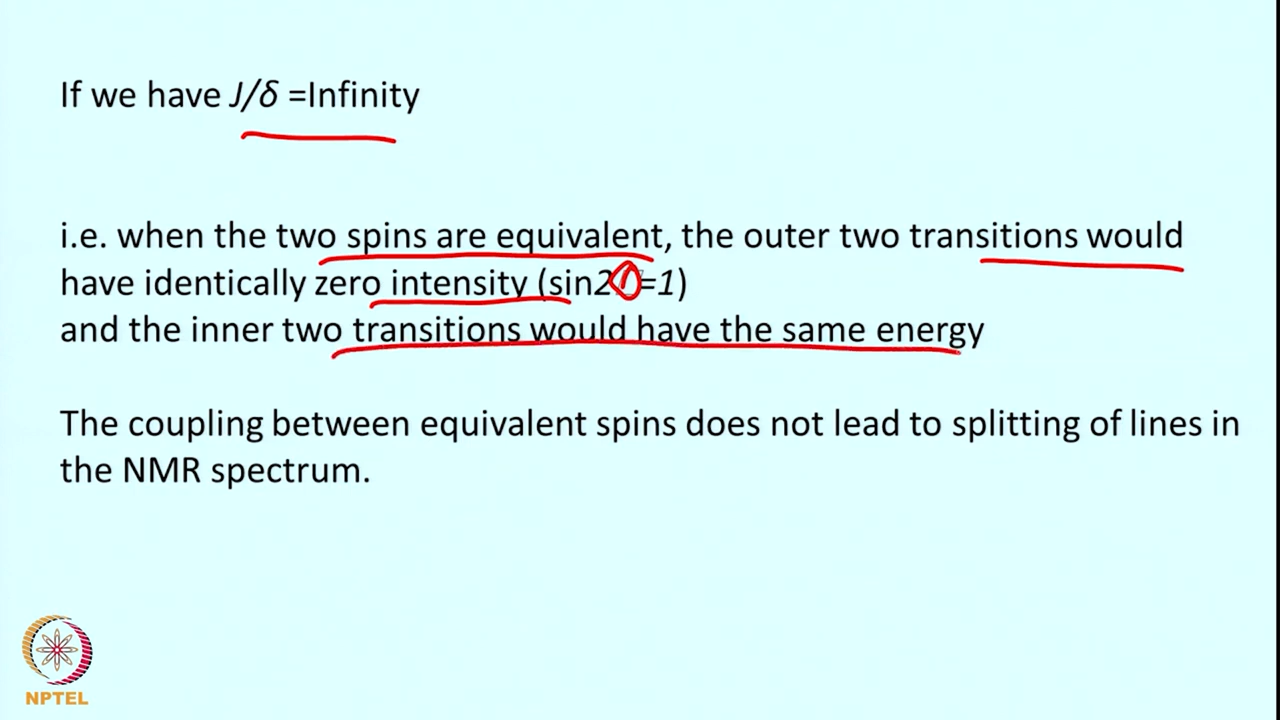 If we have J/δ =Infinity
i.e. when the two spins are equivalent, the outer two transitions would
have identically zero intensity (sin2 =1)
and the inner two transitions would have the same energy
The coupling between equivalent spins does not lead to splitting of lines in
the NMR spectrum.
NPTEL